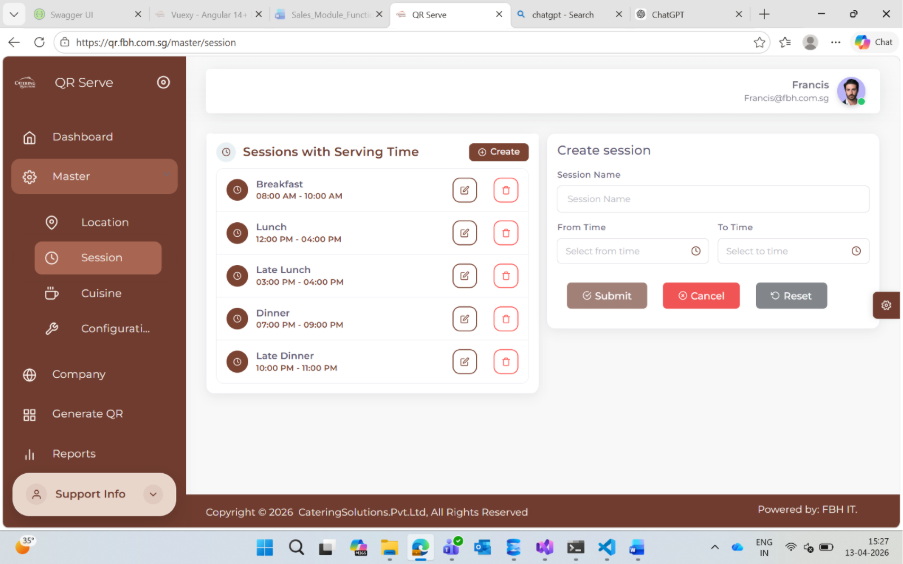 Swagger UI
Vuexy - Angular 14+
Sales_Module_Functi
QR Serve
chatgpt - Search
ChatGPT
https://qr.fbh.com.sg/master/session
Chat
QR Serve
Francis
Francis@fbh.com.sg
Dashboard
Master
Location
Session
Cuisine
Configurati...
Company
Generate QR
Reports
Support Info
Sessions with Serving Time
Create
Breakfast
08:00 AM - 10:00 AM
Lunch
12:00 PM - 04:00 PM
Late Lunch
03:00 PM - 04:00 PM
Dinner
07:00 PM - 09:00 PM
Late Dinner
10:00 PM - 11:00 PM
Create session
Session Name
Session Name
From Time To Time
Select from time Select to time
Submit Cancel Reset
Copyright © 2026 CateringSolutions.Pvt.Ltd, All Rights Reserved
Powered by: FBH IT.
35°
ENG
IN
15:27
13-04-2026